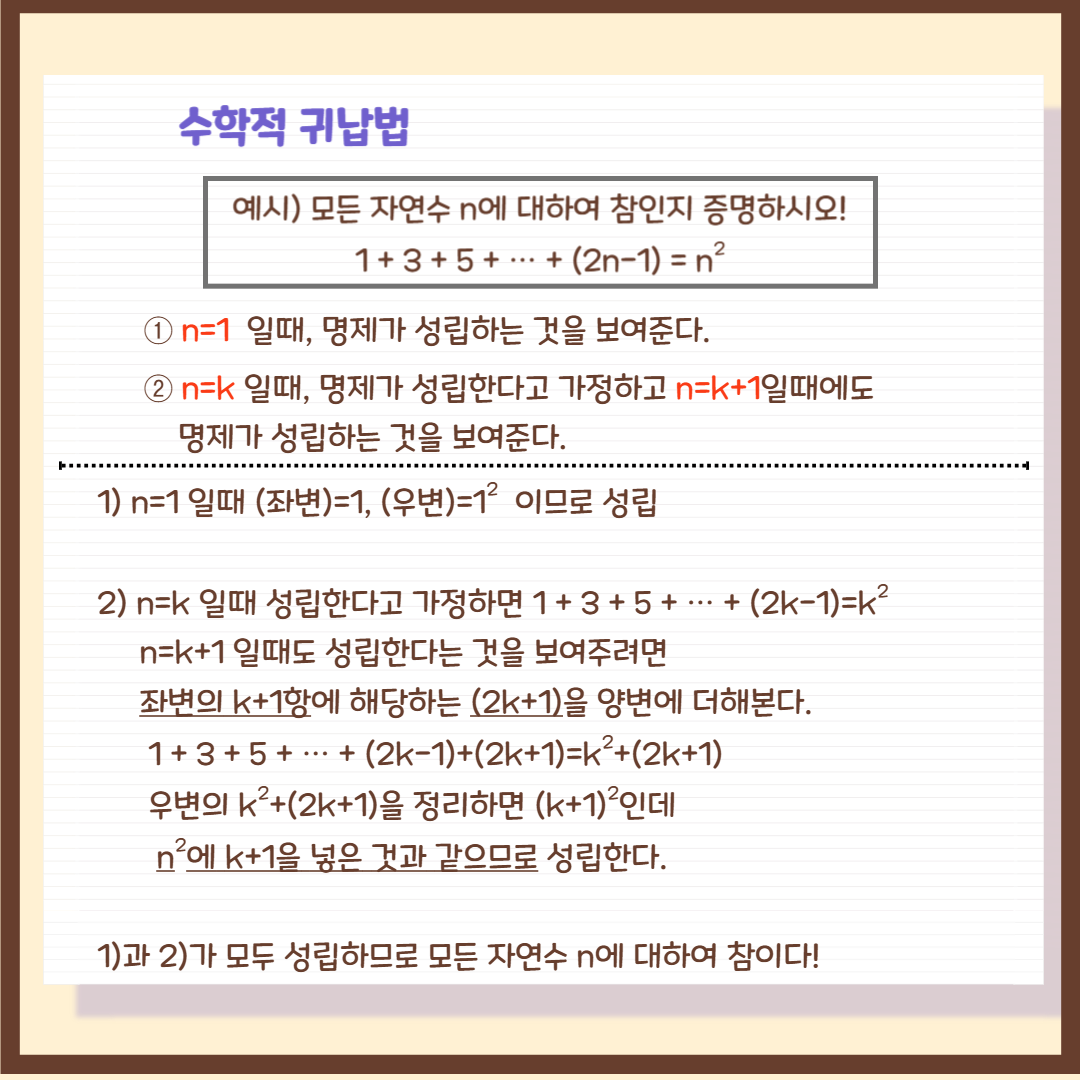 수학적 귀납법
예시) 모든 자연수 n에 대하여 참인지 증명하시오!
1 + 3 + 5 + ⋯ + (2n-1) = n²
① n=1 일때, 명제가 성립하는 것을 보여준다.
② n=k 일때, 명제가 성립한다고 가정하고 n=k+1일때에도
명제가 성립하는 것을 보여준다.
1) n=1 일때 (좌변)=1, (우변)=1² 이므로 성립
2) n=k 일때 성립한다고 가정하면 1 + 3 + 5 + ⋯ + (2k-1)=k²
n=k+1 일때도 성립한다는 것을 보여주려면
좌변의 k+1항에 해당하는 (2k+1)을 양변에 더해본다.
1 + 3 + 5 + ⋯ + (2k-1)+(2k+1)=k²+(2k+1)
우변의 k²+(2k+1)을 정리하면 (k+1)²인데
n²에 k+1을 넣은 것과 같으므로 성립한다.
1)과 2)가 모두 성립하므로 모든 자연수 n에 대하여 참이다!